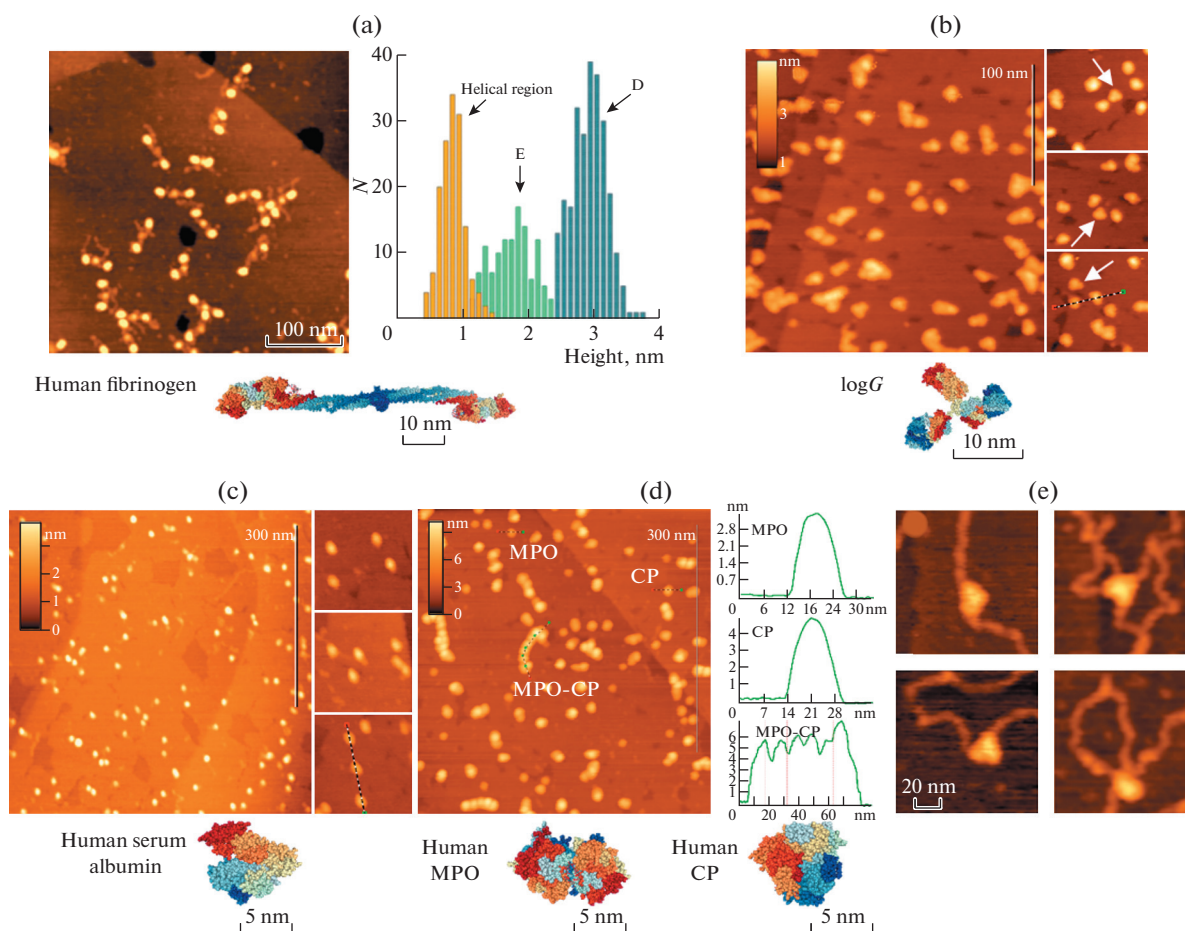 (a)
40
30
20
10
0
N
Helical region
E
D
1
2
3
4
Height, nm
100 nm
Human fibrinogen
10 nm
(b)
nm
3
1
100 nm
logG
10 nm
(c)
nm
2
1
0
300 nm
Human serum
albumin
5 nm
(d)
nm
9
6
3
0
MPO
300 nm
CP
MPO-CP
nm
2.8
2.1
1.4
0.7
MPO
0
6
12
18
24
30 nm
4
3
2
1
CP
0
7
14
21
28
nm
6
5
4
3
2
1
MPO-CP
0
20
40
60
nm
Human
MPO
5 nm
Human
CP
5 nm
(e)
20 nm